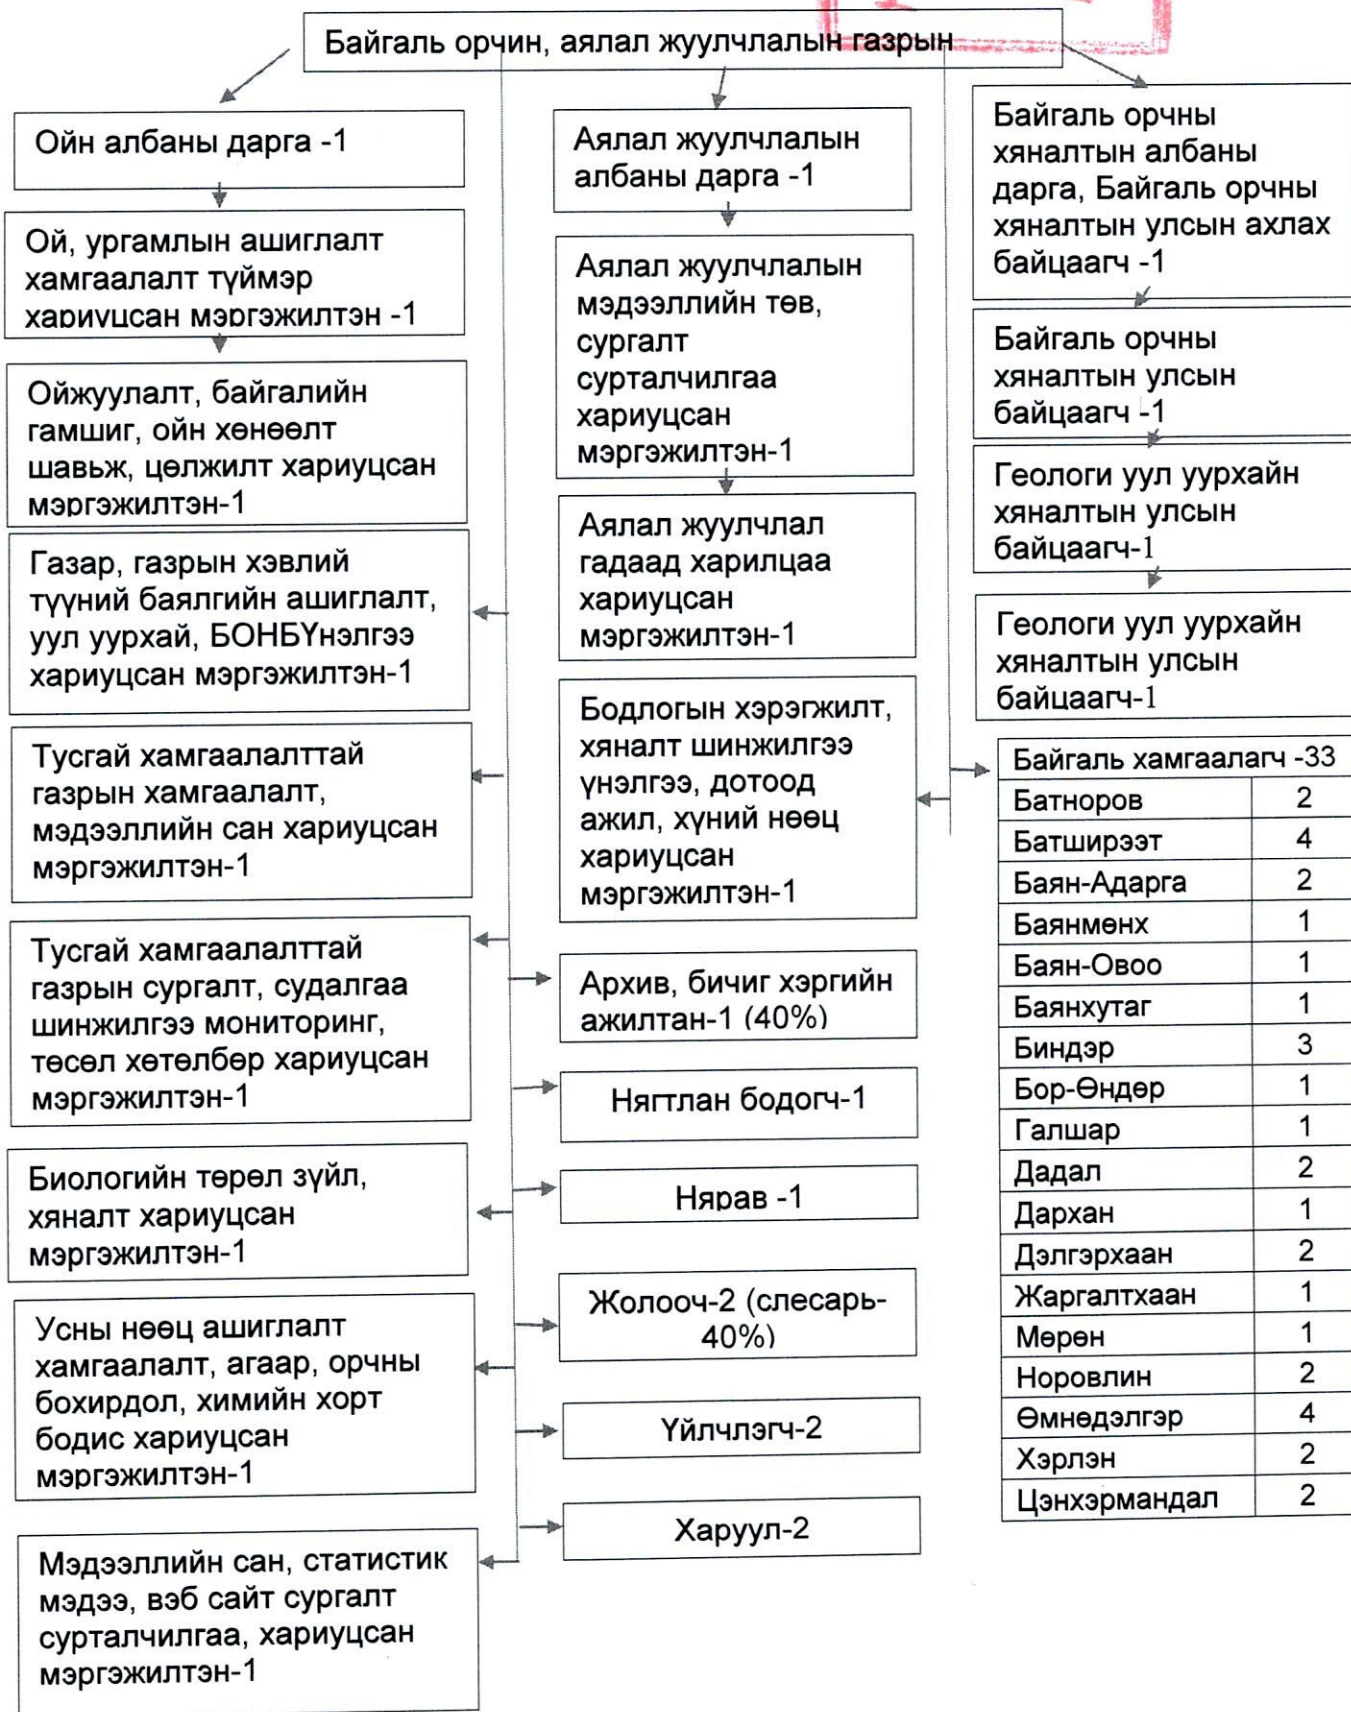 Байгаль орчин, аялал жуулчлалын газрын
Ойн албаны дарга -1
Ой, ургамлын ашиглалт
хамгаалалт түймэр
хариуцсан мэргэжилтэн -1
Ойжуулалт, байгалийн
гамшиг, ойн хөнөөлт
шавьж, цөлжилт хариуцсан
мэргэжилтэн-1
Газар, газрын хэвлий
түүний баялгийн ашиглалт,
уул уурхай, БОНБҮнэлгээ
хариуцсан мэргэжилтэн-1
Тусгай хамгаалалттай
газрын хамгаалалт,
мэдээллийн сан хариуцсан
мэргэжилтэн-1
Тусгай хамгаалалттай
газрын сургалт, судалгаа
шинжилгээ мониторинг,
төсөл хөтөлбөр хариуцсан
мэргэжилтэн-1
Биологийн төрөл зүйл,
хяналт хариуцсан
мэргэжилтэн-1
Усны нөөц ашиглалт
хамгаалалт, агаар, орчны
бохирдол, химийн хорт
бодис хариуцсан
мэргэжилтэн-1
Мэдээллийн сан, статистик
мэдээ, вэб сайт сургалт
сурталчилгаа, хариуцсан
мэргэжилтэн-1
Аялал жуулчлалын
албаны дарга -1
Аялал жуулчлалын
мэдээллийн төв,
сургалт
сурталчилгаа
хариуцсан
мэргэжилтэн-1
Аялал жуулчлал
гадаад харилцаа
хариуцсан
мэргэжилтэн-1
Бодлогын хэрэгжилт,
хяналт шинжилгээ
үнэлгээ, дотоод
ажил, хүний нөөц
хариуцсан
мэргэжилтэн-1
Архив, бичиг хэргийн
ажилтан-1 (40%)
Нягтлан бодогч-1
Нярав -1
Жолооч-2 (слесарь-
40%)
Үйлчлэгч-2
Харуул-2
Байгаль орчны
хяналтын албаны
дарга, Байгаль орчны
хяналтын улсын ахлах
байцаагч -1
Байгаль орчны
хяналтын улсын
байцаагч -1
Геологи уул уурхайн
хяналтын улсын
байцаагч-1
Геологи уул уурхайн
хяналтын улсын
байцаагч-1
Байгаль хамгаалагч -33
Батноров 2
Батширээт 4
Баян-Адарга 2
Баянмөнх 1
Баян-Овоо 1
Баянхутаг 1
Биндэр 3
Бор-Өндөр 1
Галшар 1
Дадал 2
Дархан 1
Дэлгэрхаан 2
Жаргалтхаан 1
Мөрөн 1
Норовлин 2
Өмнөдэлгэр 4
Хэрлэн 2
Цэнхэрмандал 2